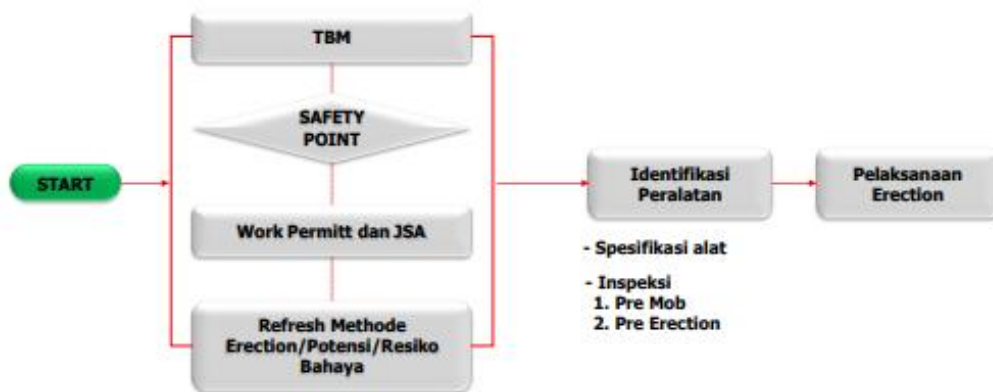 TBM
SAFETY
POINT
START
Work Permitt dan JSA
Refresh Methode
Erection/Potensi/Resiko
Bahaya
Identifikasi
Peralatan
- Spesifikasi alat
- Inspeksi
1. Pre Mob
2. Pre Erection
Pelaksanaan
Erection